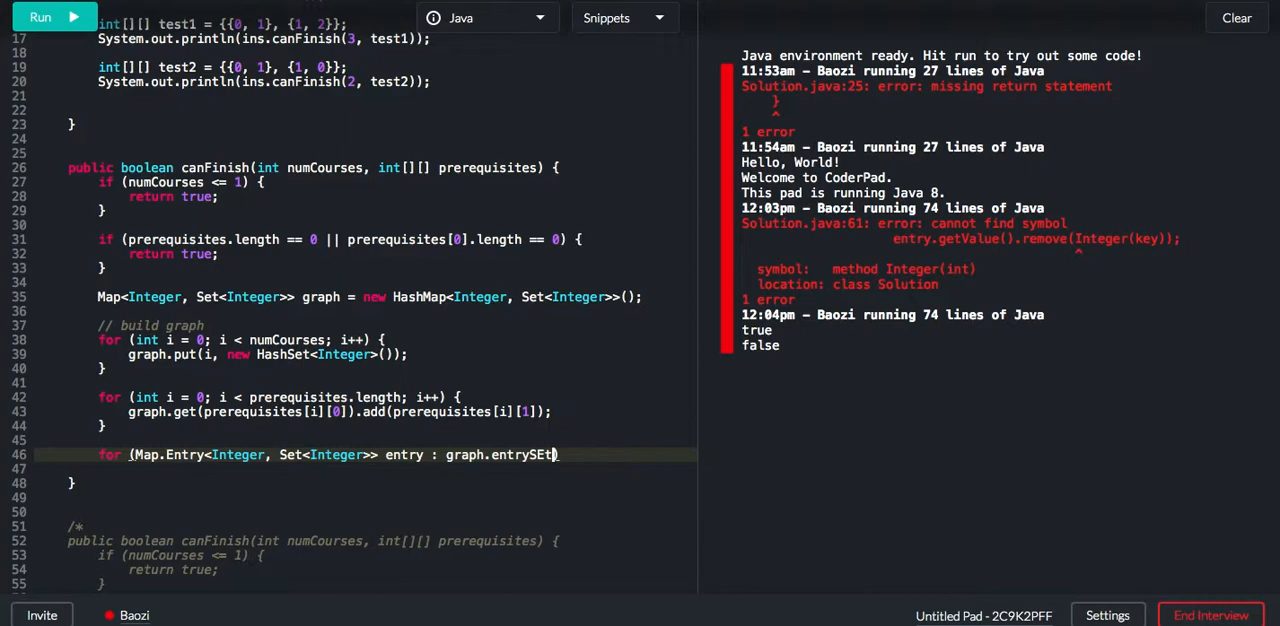 Run
Java
Snippets
Clear
int[][] test1 = {{0, 1}, {1, 2}};
17 System.out.println(ins.canFinish(3, test1));
18
19 int[][] test2 = {{0, 1}, {1, 0}};
20 System.out.println(ins.canFinish(2, test2));
21
22
23 }
24
25
26 public boolean canFinish(int numCourses, int[][] prerequisites) {
27 if (numCourses <= 1) {
28 return true;
29 }
30
31 if (prerequisites.length == 0 || prerequisites[0].length == 0) {
32 return true;
33 }
34
35 Map<Integer, Set<Integer>> graph = new HashMap<Integer, Set<Integer>>();
36
37 // build graph
38 for (int i = 0; i < numCourses; i++) {
39 graph.put(i, new HashSet<Integer>());
40 }
41
42 for (int i = 0; i < prerequisites.length; i++) {
43 graph.get(prerequisites[i][0]).add(prerequisites[i][1]);
44 }
45
46 for (Map.Entry<Integer, Set<Integer>> entry : graph.entrySEt)
47
48 }
49
50
51 /*
52 public boolean canFinish(int numCourses, int[][] prerequisites) {
53 if (numCourses <= 1) {
54 return true;
55 }
Java environment ready. Hit run to try out some code!
11:53am – Baozi running 27 lines of Java
Solution.java:25: error: missing return statement
}
^
1 error
11:54am – Baozi running 27 lines of Java
Hello, World!
Welcome to CoderPad.
This pad is running Java 8.
12:03pm – Baozi running 74 lines of Java
Solution.java:61: error: cannot find symbol
entry.getValue().remove(Integer(key));
^
symbol: method Integer(int)
location: class Solution
1 error
12:04pm – Baozi running 74 lines of Java
true
false
Invite
Baozi
Untitled Pad - 2C9K2PFF
Settings
End Interview